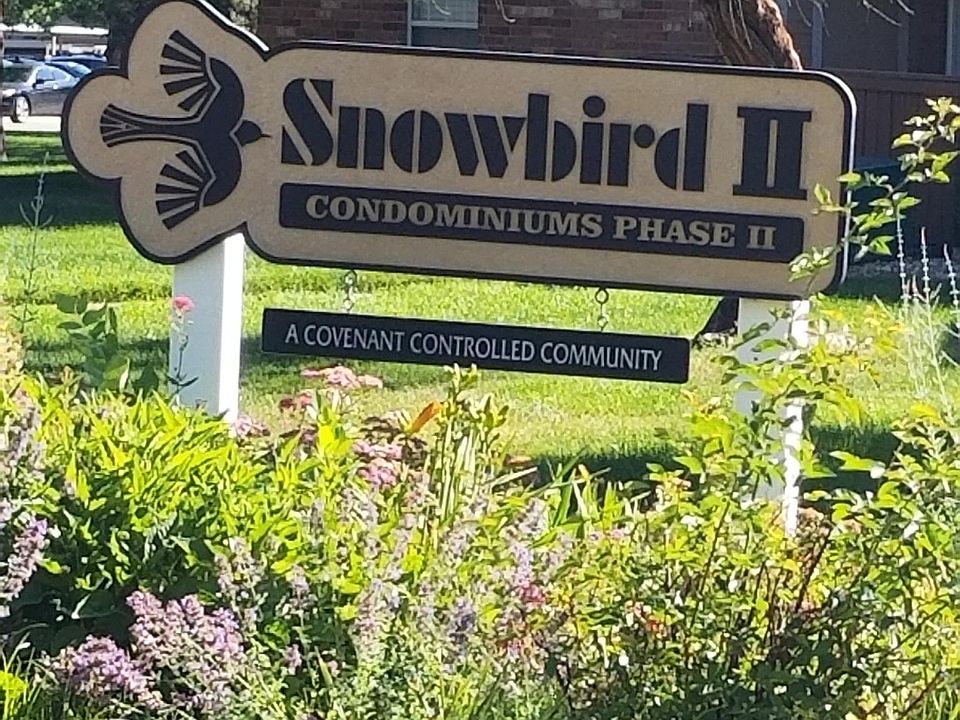 Snowbird II
CONDOMINIUMS PHASE II
A COVENANT CONTROLLED COMMUNITY